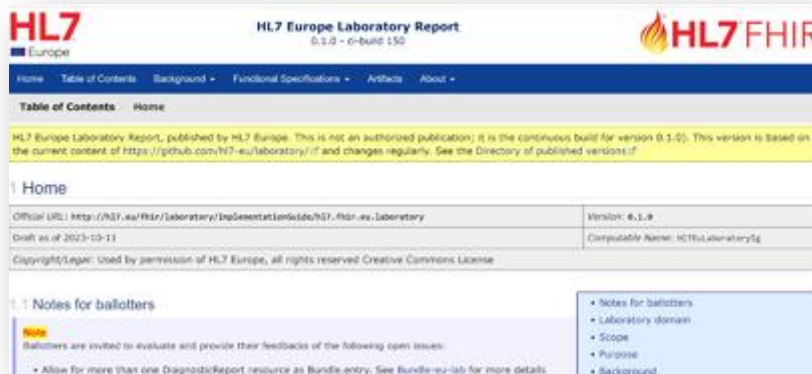 HL7
Europe
HL7 Europe Laboratory Report
0.1.0 - ci-build 150
HL7 FHIR
Home Table of Contents Background Functional Specifications Artifacts About
Table of Contents Home
HL7 Europe Laboratory Report, published by HL7 Europe. This is not an authorized publication; it is the continuous build for version 0.1.0). This version is based on
the current content of https://github.com/hl7-eu/laboratory/ and changes regularly. See the Directory of published versions
1 Home
Official URL: http://hl7.eu/fhir/laboratory/ImplementationGuide/hl7.fhir.eu.laboratory Version: 0.1.0
Draft as of 2023-10-11 Computable Name: Hl7EuLaboratoryIg
Copyright/Legal: Used by permission of HL7 Europe, all rights reserved Creative Commons License
1.1 Notes for ballotters
Note
Ballotters are invited to evaluate and provide their feedbacks of the following open issues:
• Allow for more than one DiagnosticReport resource as Bundle.entry. See Bundle-eu-lab for more details
• Notes for ballotters
• Laboratory domain
• Scope
• Purpose
• Background